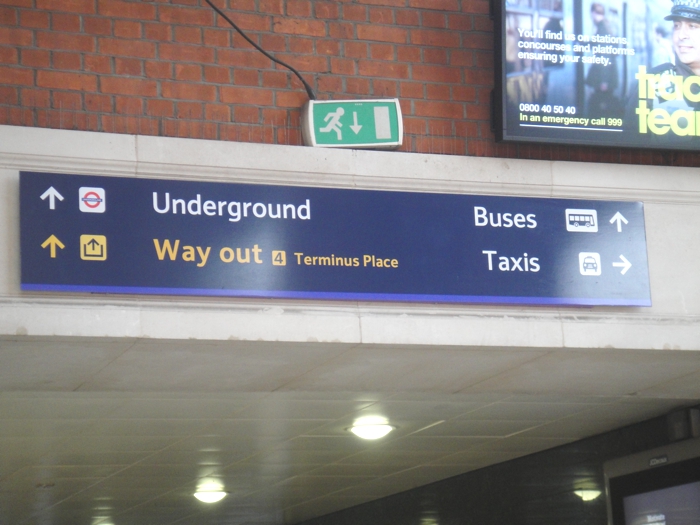 You'll find us on stations,
concourses and platforms
ensuring your safety.
0800 40 50 40
In an emergency call 999
Underground
Buses
Way out 4 Terminus Place
Taxis